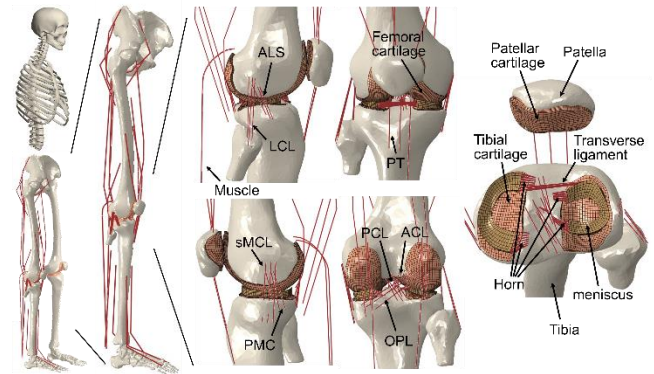 ALS
LCL
Muscle
Femoral
cartilage
PT
sMCL
PMC
PCL
ACL
OPL
Patellar
cartilage
Patella
Tibial
cartilage
Transverse
ligament
Horn
meniscus
Tibia